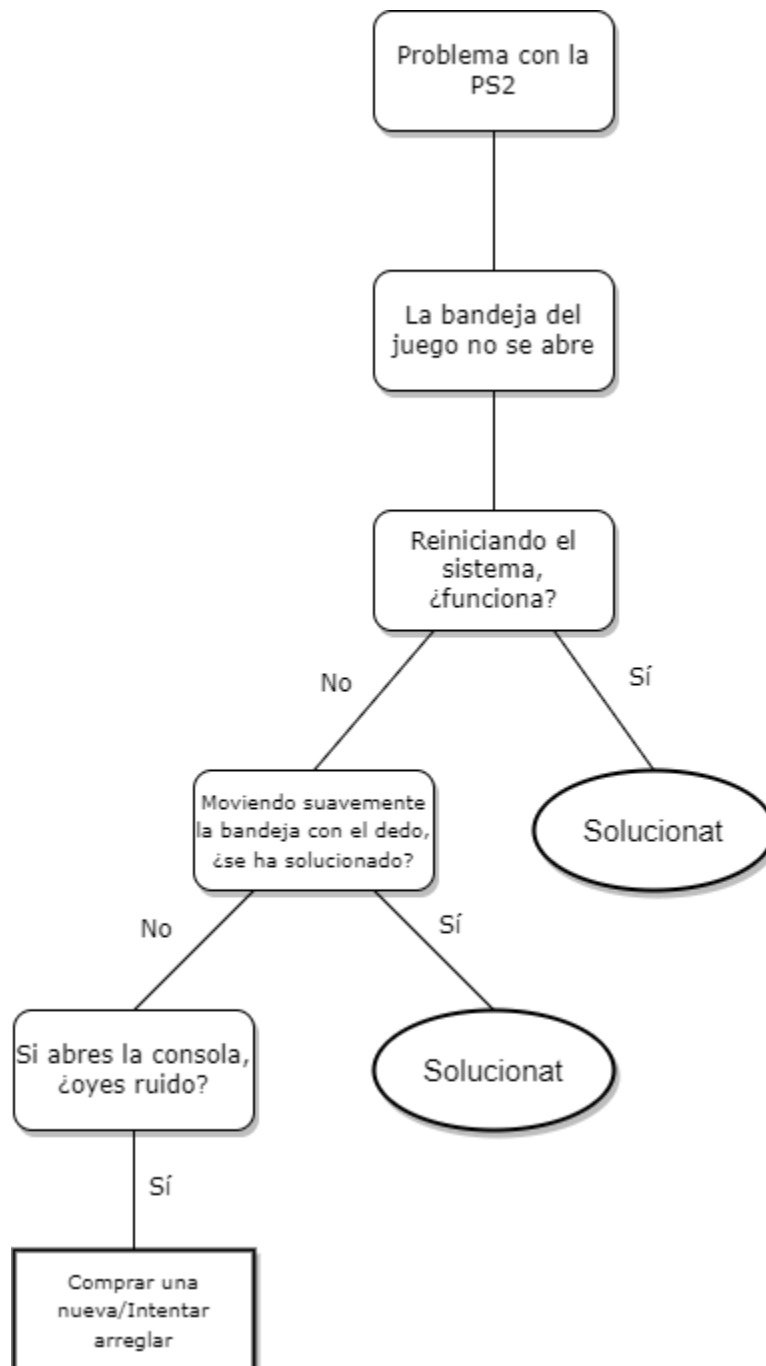 Problema con la
PS2
La bandeja del
juego no se abre
Reiniciando el
sistema,
¿funciona?
No
Sí
Moviendo suavemente
la bandeja con el dedo,
¿se ha solucionado?
Solucionat
No
Sí
Si abres la consola,
¿oyes ruido?
Solucionat
Sí
Comprar una
nueva/Intentar
arreglar